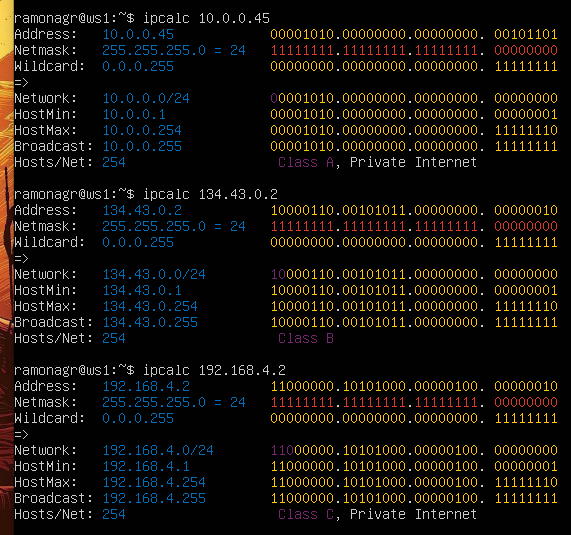 ramonagr@ws1:~$ ipcalc 10.0.0.45
Address:   10.0.0.45            00001010.00000000.00000000. 00101101
Netmask:   255.255.255.0 = 24   11111111.11111111.11111111. 00000000
Wildcard:  0.0.0.255            00000000.00000000.00000000. 11111111
=>
Network:   10.0.0.0/24          00001010.00000000.00000000. 00000000
HostMin:   10.0.0.1             00001010.00000000.00000000. 00000001
HostMax:   10.0.0.254           00001010.00000000.00000000. 11111110
Broadcast: 10.0.0.255           00001010.00000000.00000000. 11111111
Hosts/Net: 254                   Class A, Private Internet
ramonagr@ws1:~$ ipcalc 134.43.0.2
Address:   134.43.0.2           10000110.00101011.00000000. 00000010
Netmask:   255.255.255.0 = 24   11111111.11111111.11111111. 00000000
Wildcard:  0.0.0.255            00000000.00000000.00000000. 11111111
=>
Network:   134.43.0.0/24        10000110.00101011.00000000. 00000000
HostMin:   134.43.0.1           10000110.00101011.00000000. 00000001
HostMax:   134.43.0.254         10000110.00101011.00000000. 11111110
Broadcast: 134.43.0.255         10000110.00101011.00000000. 11111111
Hosts/Net: 254                   Class B
ramonagr@ws1:~$ ipcalc 192.168.4.2
Address:   192.168.4.2          11000000.10101000.00000100. 00000010
Netmask:   255.255.255.0 = 24   11111111.11111111.11111111. 00000000
Wildcard:  0.0.0.255            00000000.00000000.00000000. 11111111
=>
Network:   192.168.4.0/24       11000000.10101000.00000100. 00000000
HostMin:   192.168.4.1          11000000.10101000.00000100. 00000001
HostMax:   192.168.4.254        11000000.10101000.00000100. 11111110
Broadcast: 192.168.4.255        11000000.10101000.00000100. 11111111
Hosts/Net: 254                   Class C, Private Internet